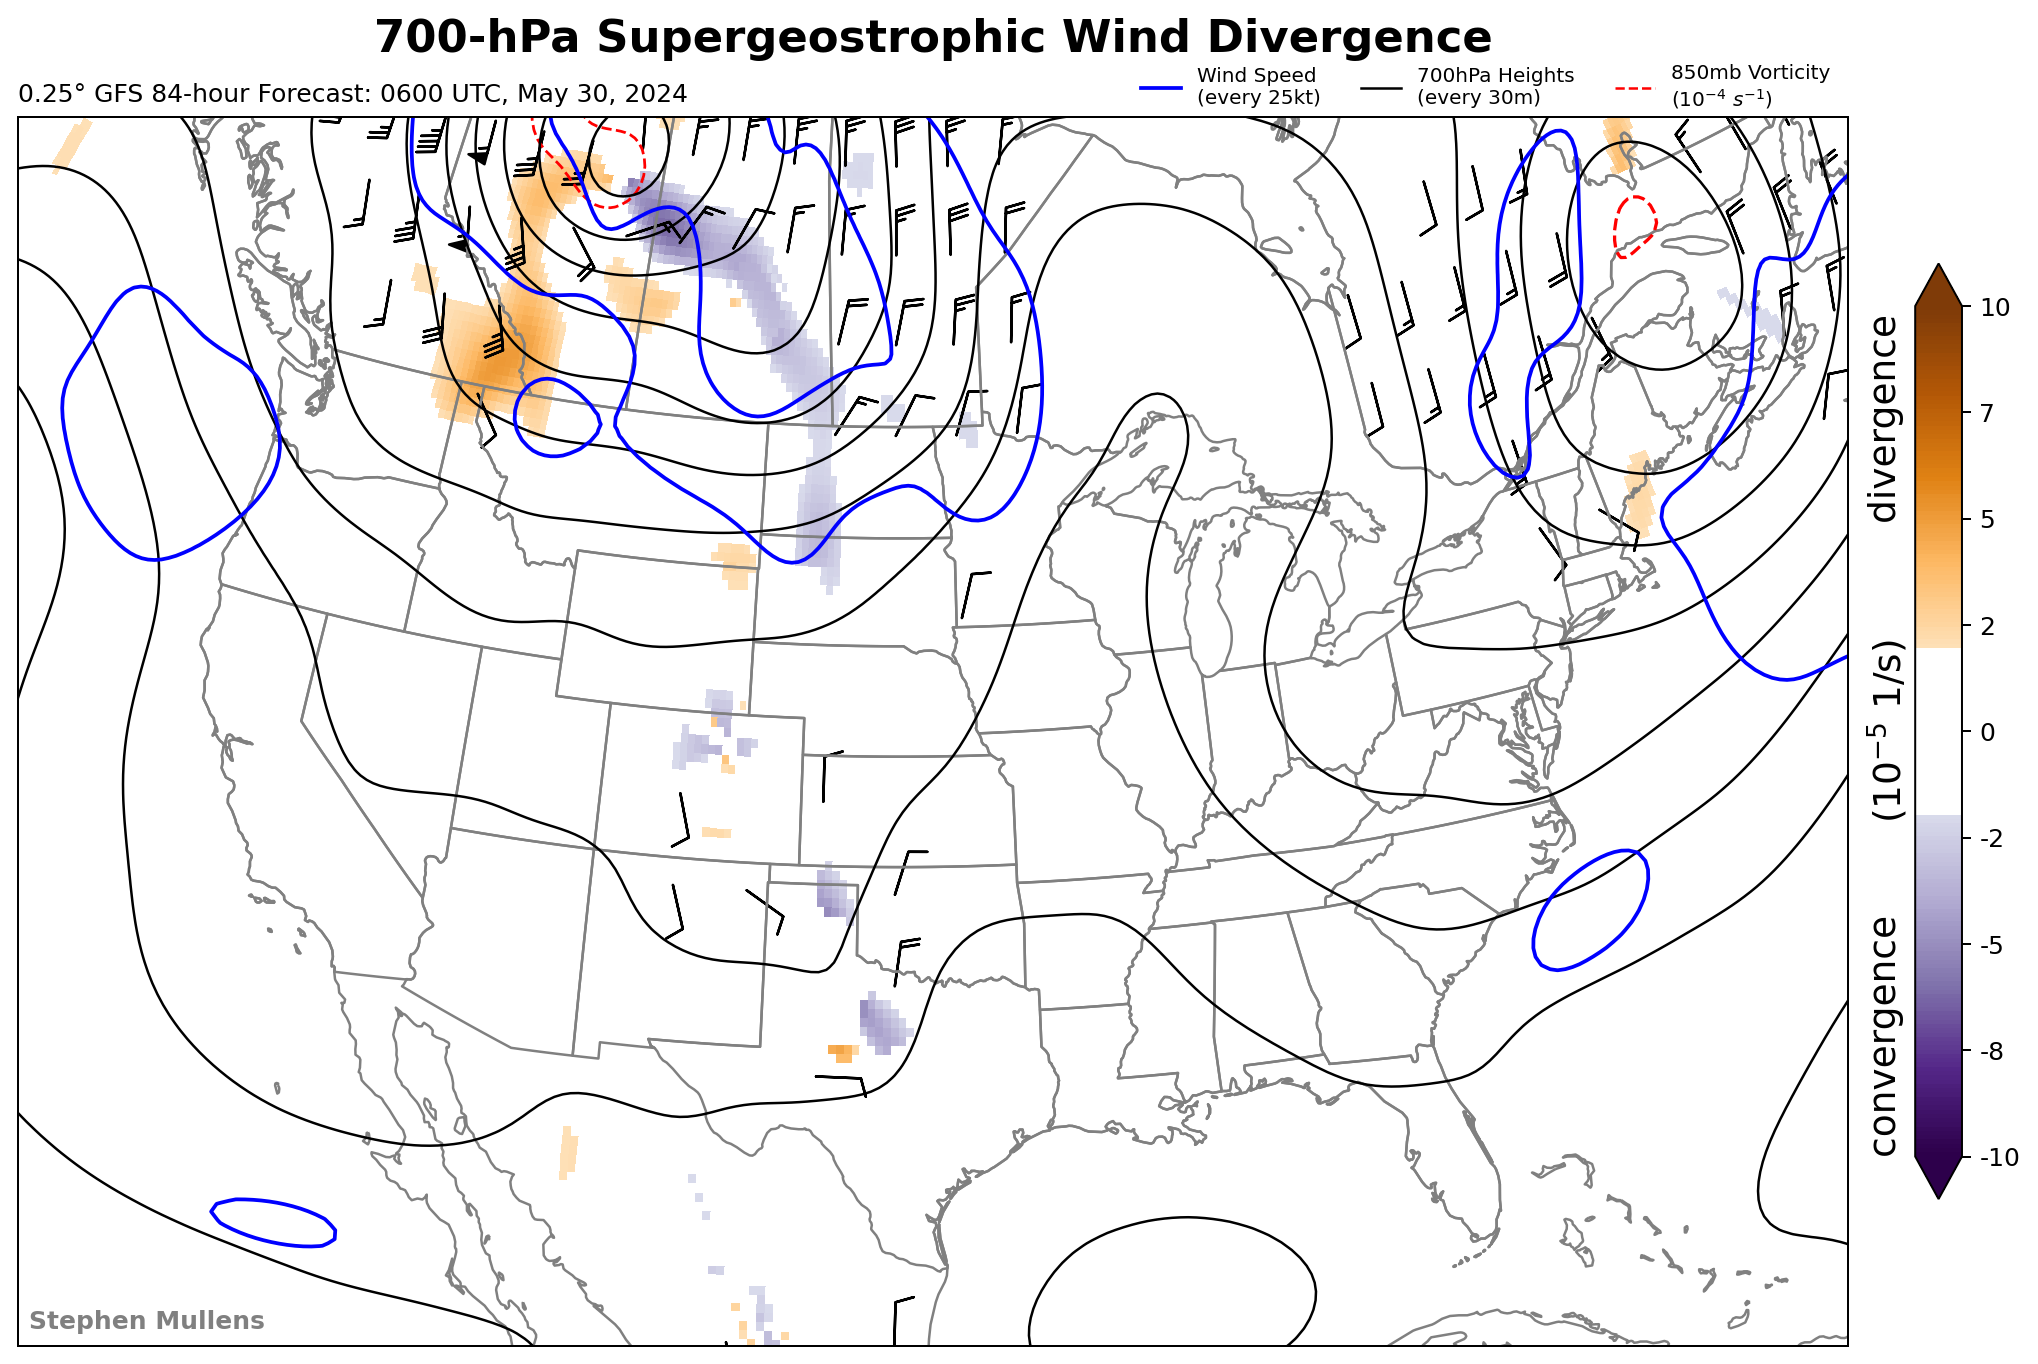 700-hPa Supergeostrophic Wind Divergence
0.25° GFS 84-hour Forecast: 0600 UTC, May 30, 2024
Wind Speed
(every 25kt)
700hPa Heights
(every 30m)
850mb Vorticity
(10⁻⁴ s⁻¹)
10
7
5
2
0
-2
-5
-8
-10
convergence (10⁻⁵ 1/s) divergence
Stephen Mullens